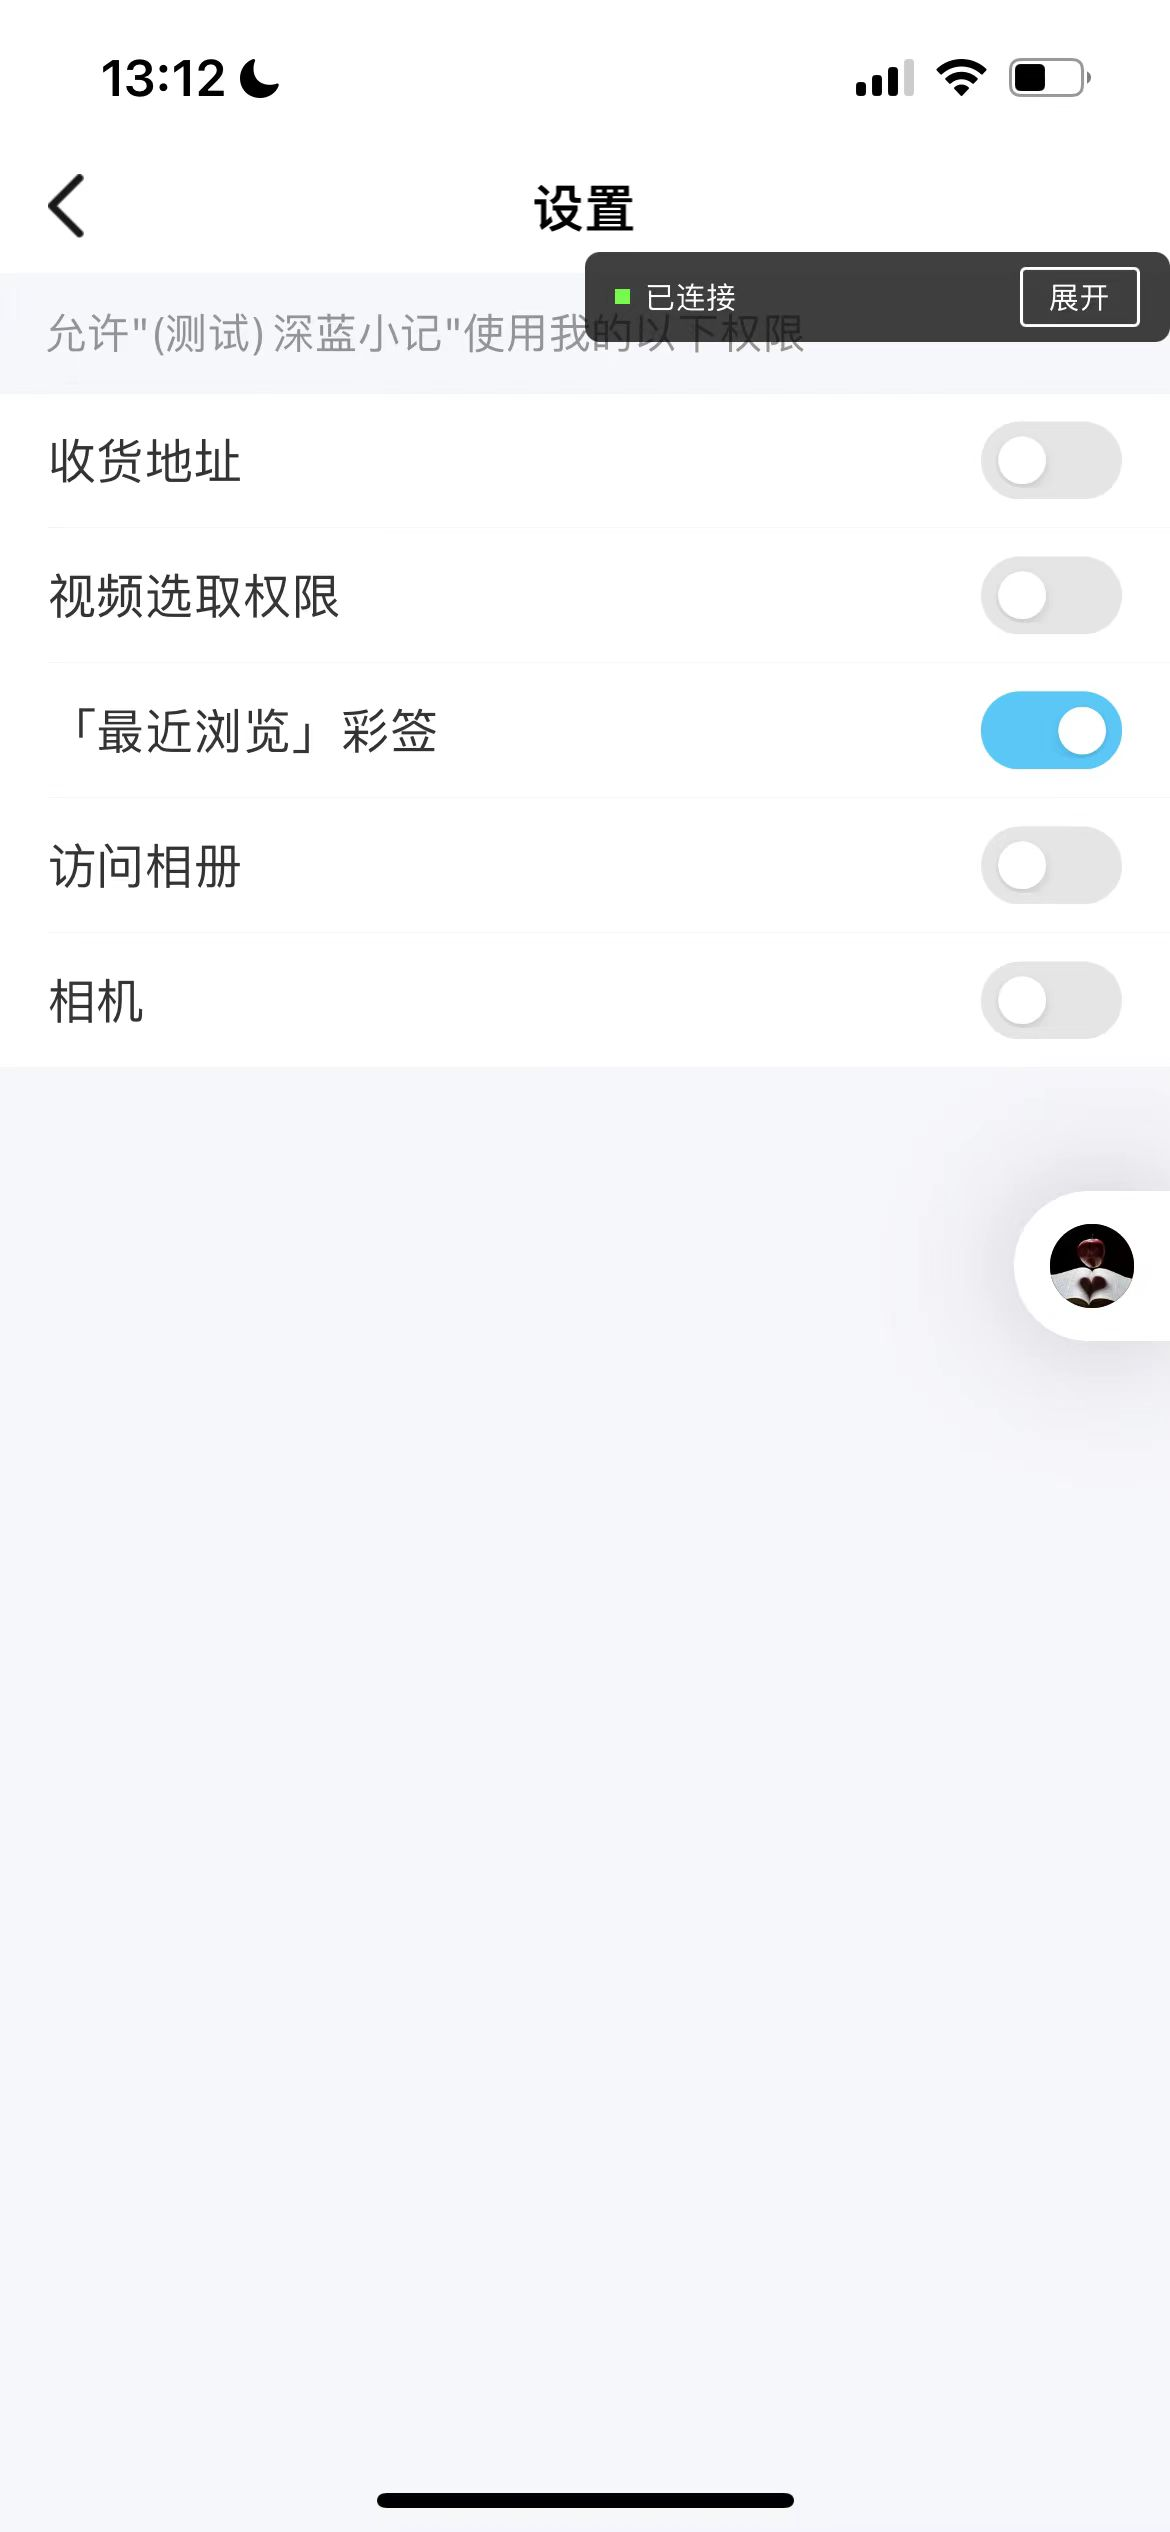 13:12
设置
已连接 展开
允许"(测试) 深蓝小记"使用我的以下权限
收货地址
视频选取权限
「最近浏览」彩签
访问相册
相机